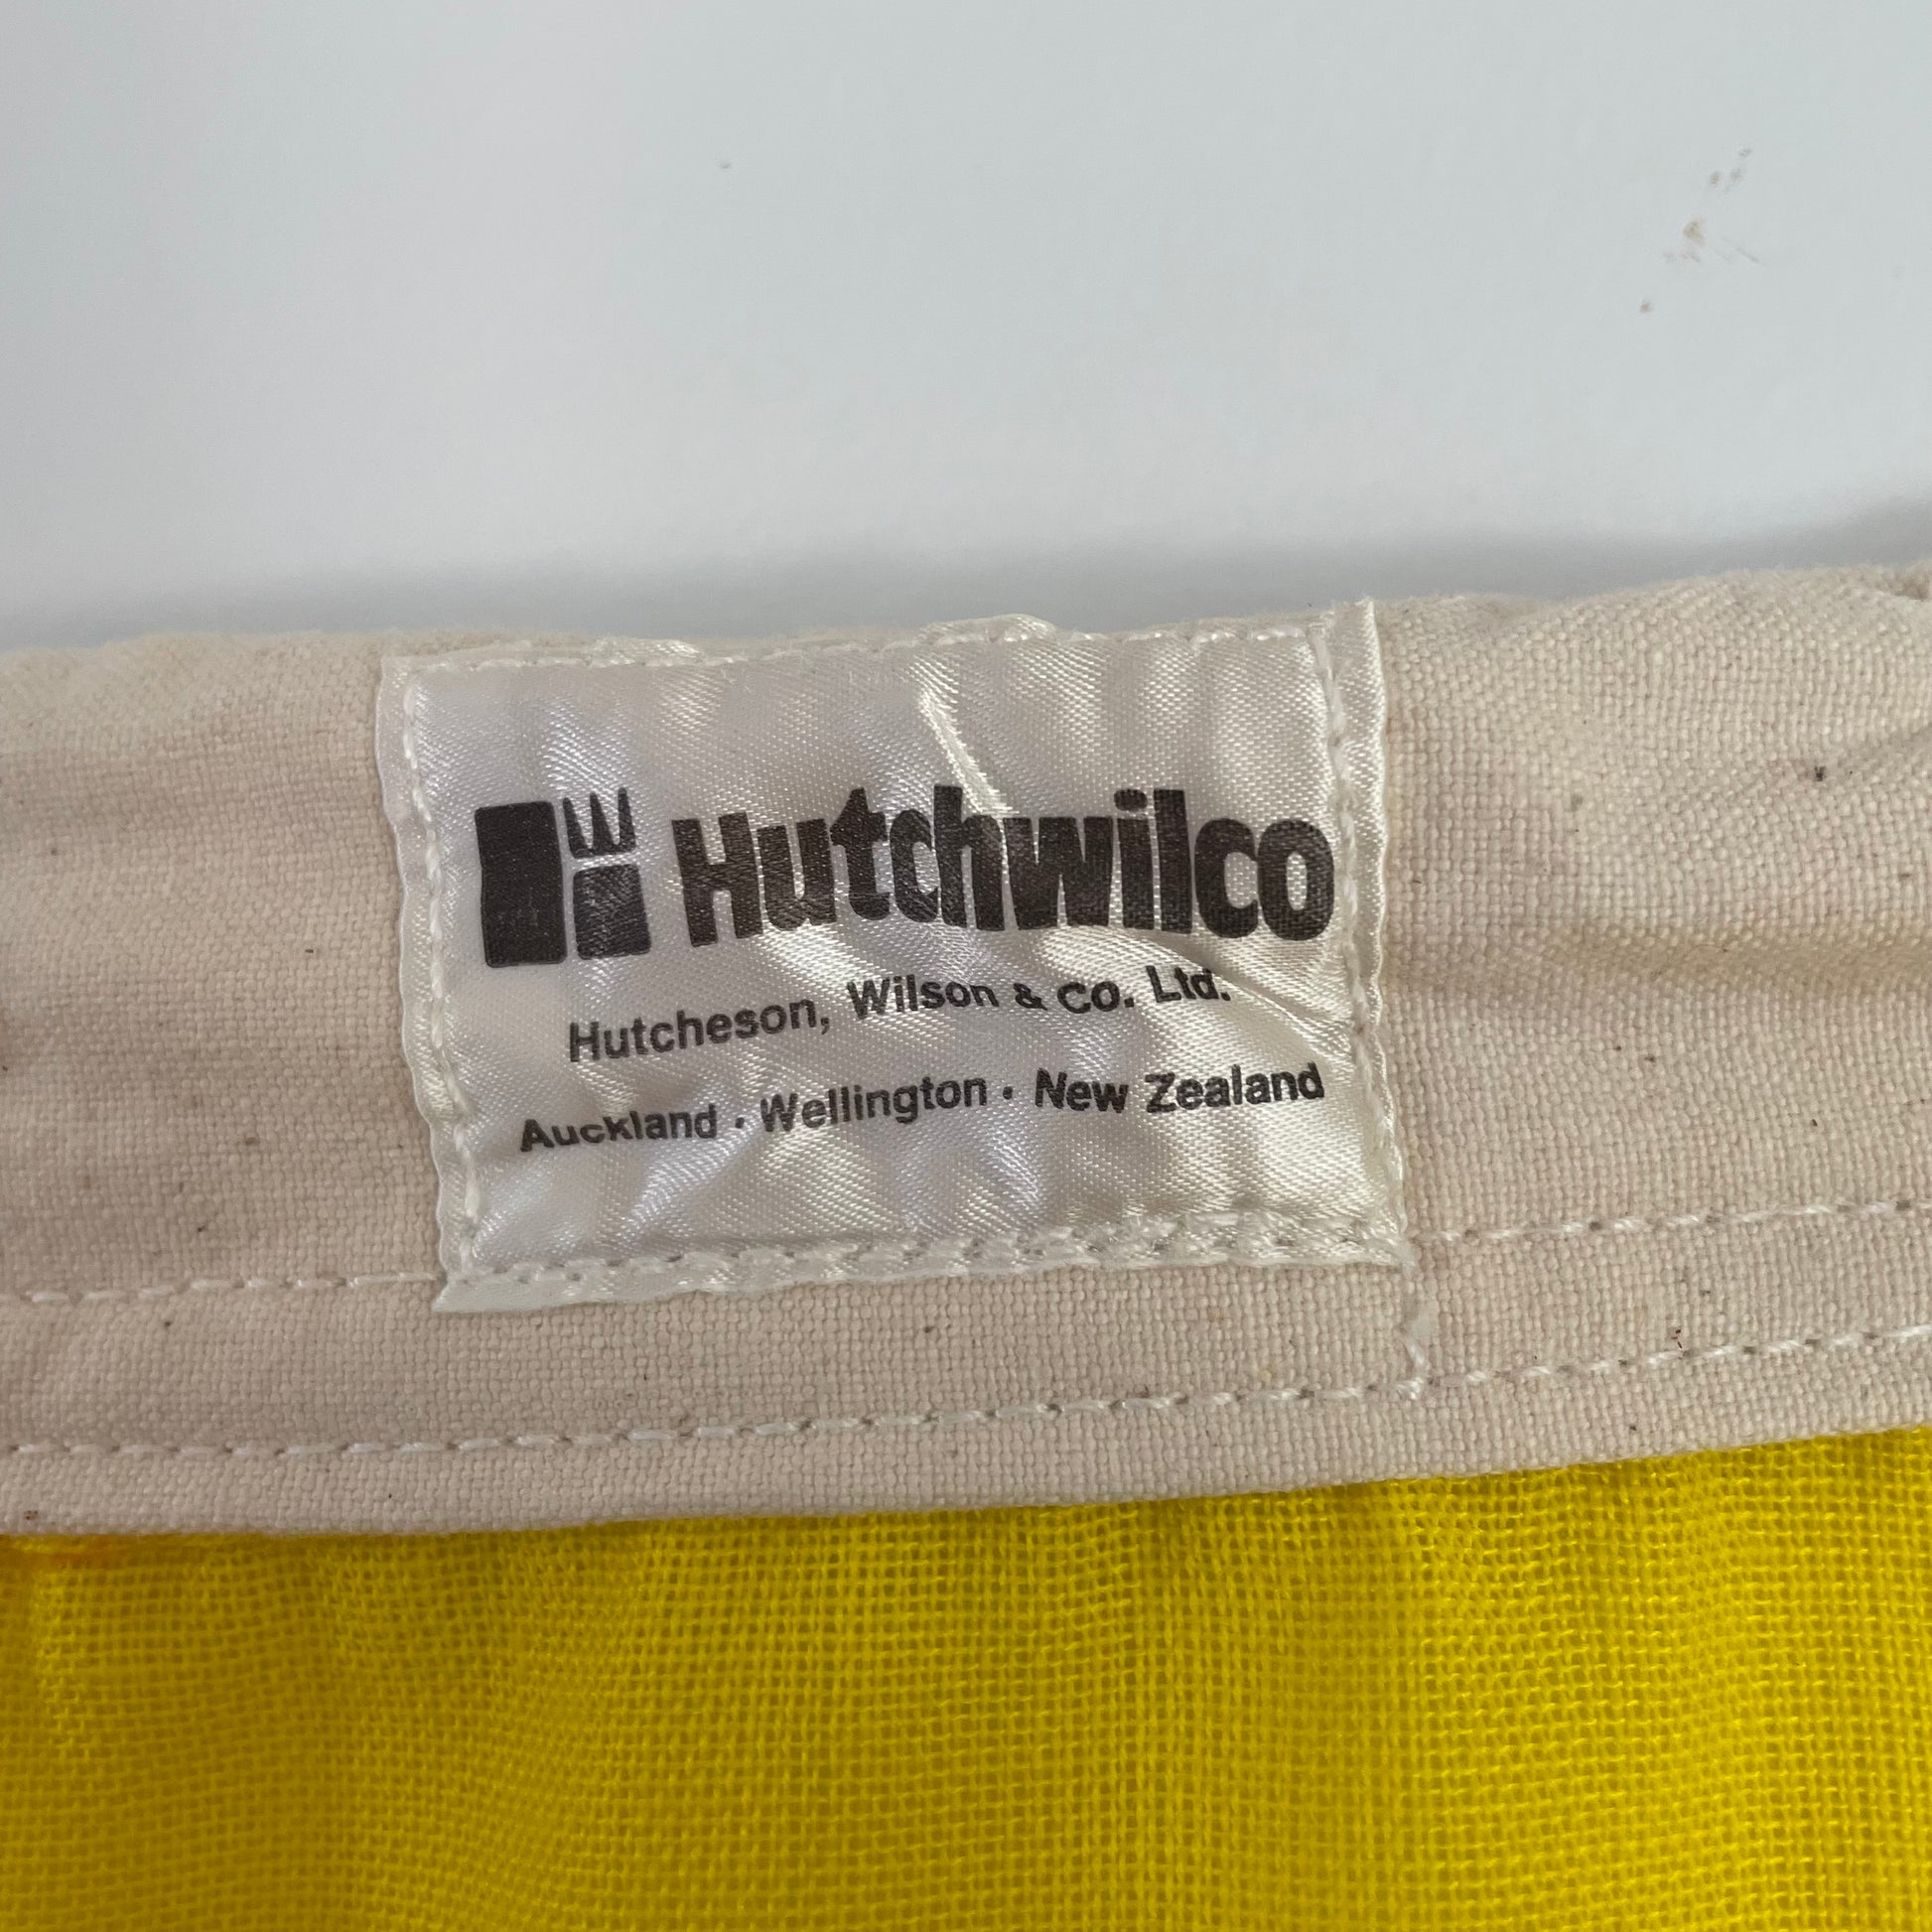 Hutchwilco
Hutcheson, Wilson & Co. Ltd.
Auckland · Wellington · New Zealand